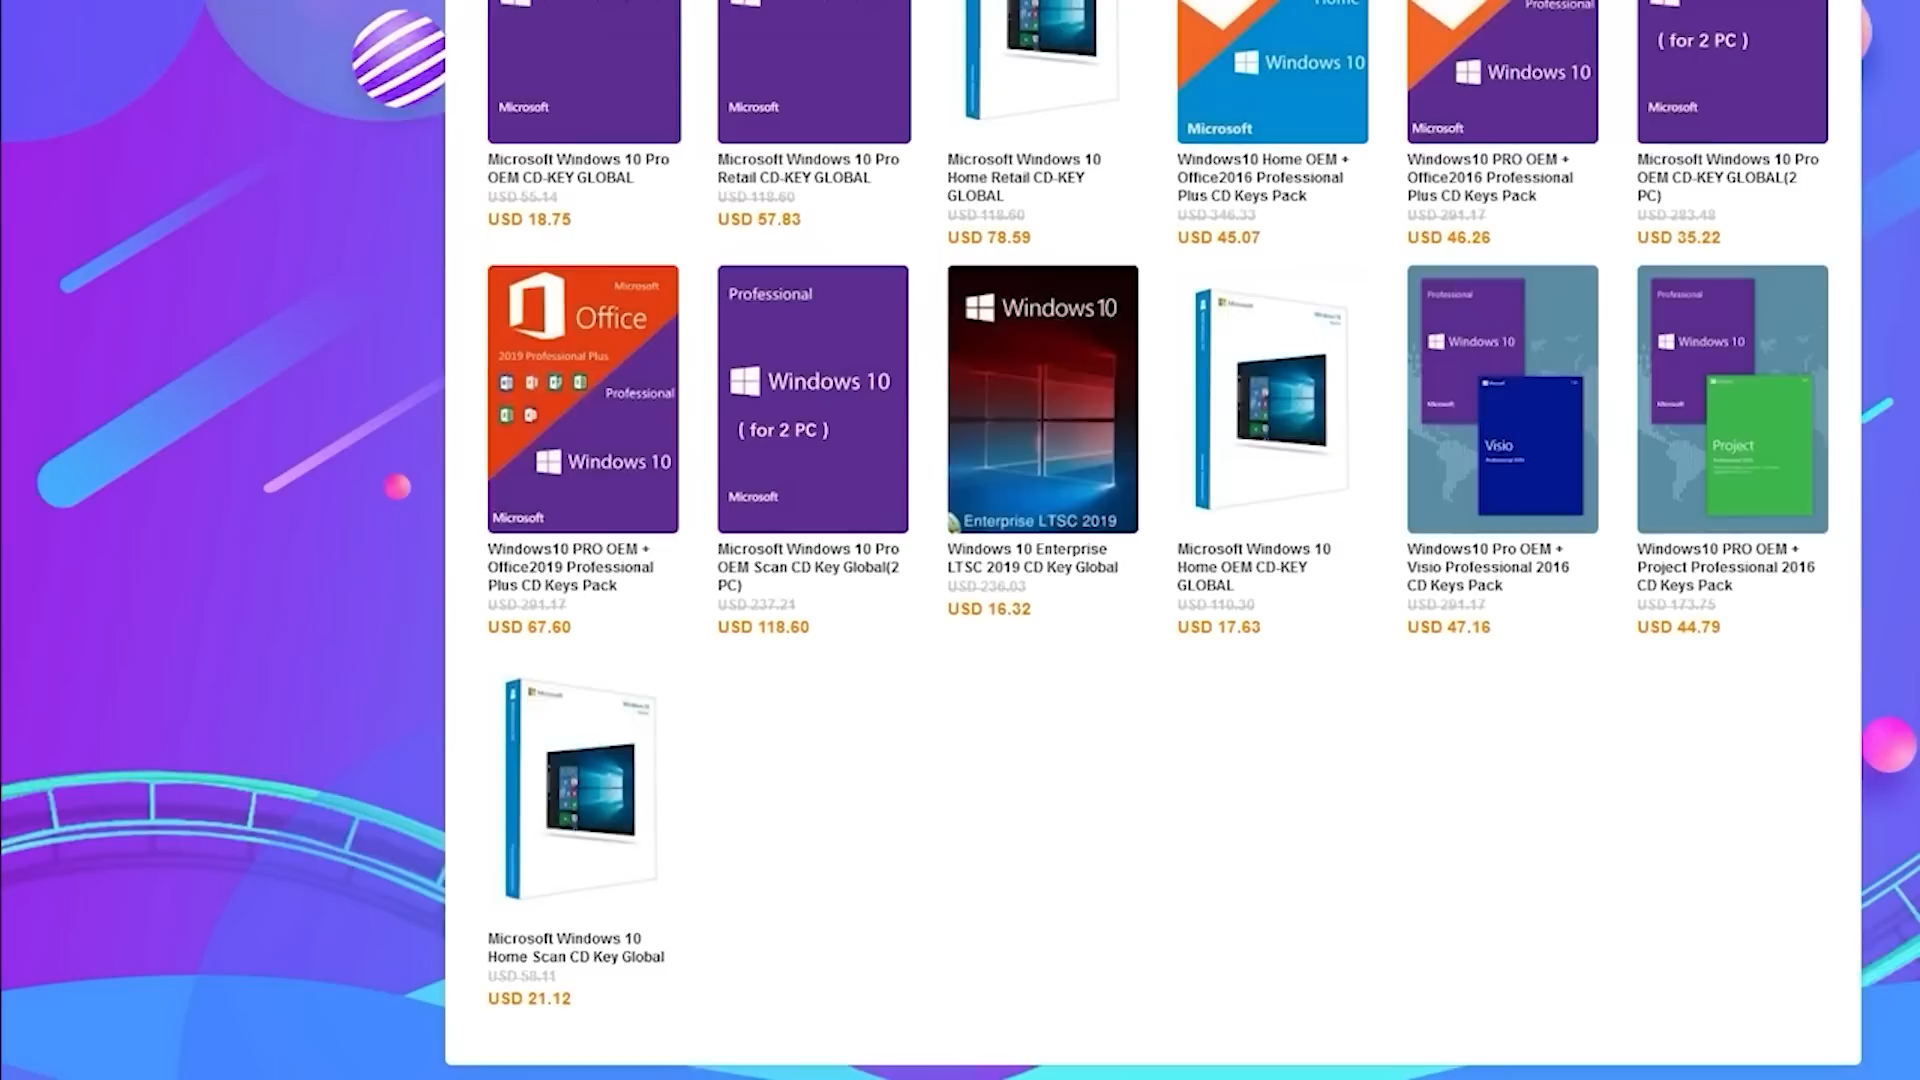 Home
Professional
( for 2 PC )
Windows 10
Windows 10
Microsoft
Microsoft
Microsoft
Microsoft
Microsoft
Microsoft Windows 10 Pro
OEM CD-KEY GLOBAL
USD 55.14
USD 18.75
Microsoft Windows 10 Pro
Retail CD-KEY GLOBAL
USD 118.60
USD 57.83
Microsoft Windows 10
Home Retail CD-KEY
GLOBAL
USD 118.60
USD 78.59
Windows10 Home OEM +
Office2016 Professional
Plus CD Keys Pack
USD 346.33
USD 45.07
Windows10 PRO OEM +
Office2016 Professional
Plus CD Keys Pack
USD 291.17
USD 46.26
Microsoft Windows 10 Pro
OEM CD-KEY GLOBAL(2
PC)
USD 283.48
USD 35.22
Microsoft
Office
2019 Professional Plus
Professional
Windows 10
Microsoft
Windows10 PRO OEM +
Office2019 Professional
Plus CD Keys Pack
USD 291.17
USD 67.60
Professional
Windows 10
( for 2 PC )
Microsoft
Microsoft Windows 10 Pro
OEM Scan CD Key Global(2
PC)
USD 237.21
USD 118.60
Windows 10
Enterprise LTSC 2019
Windows 10 Enterprise
LTSC 2019 CD Key Global
USD 236.03
USD 16.32
Microsoft
Windows 10
Microsoft Windows 10
Home OEM CD-KEY
GLOBAL
USD 110.30
USD 17.63
Professional
Windows 10
Microsoft
Visio
Windows10 Pro OEM +
Visio Professional 2016
CD Keys Pack
USD 291.17
USD 47.16
Professional
Windows 10
Microsoft
Project
Windows10 PRO OEM +
Project Professional 2016
CD Keys Pack
USD 173.75
USD 44.79
Microsoft
Windows 10
Microsoft Windows 10
Home Scan CD Key Global
USD 58.11
USD 21.12